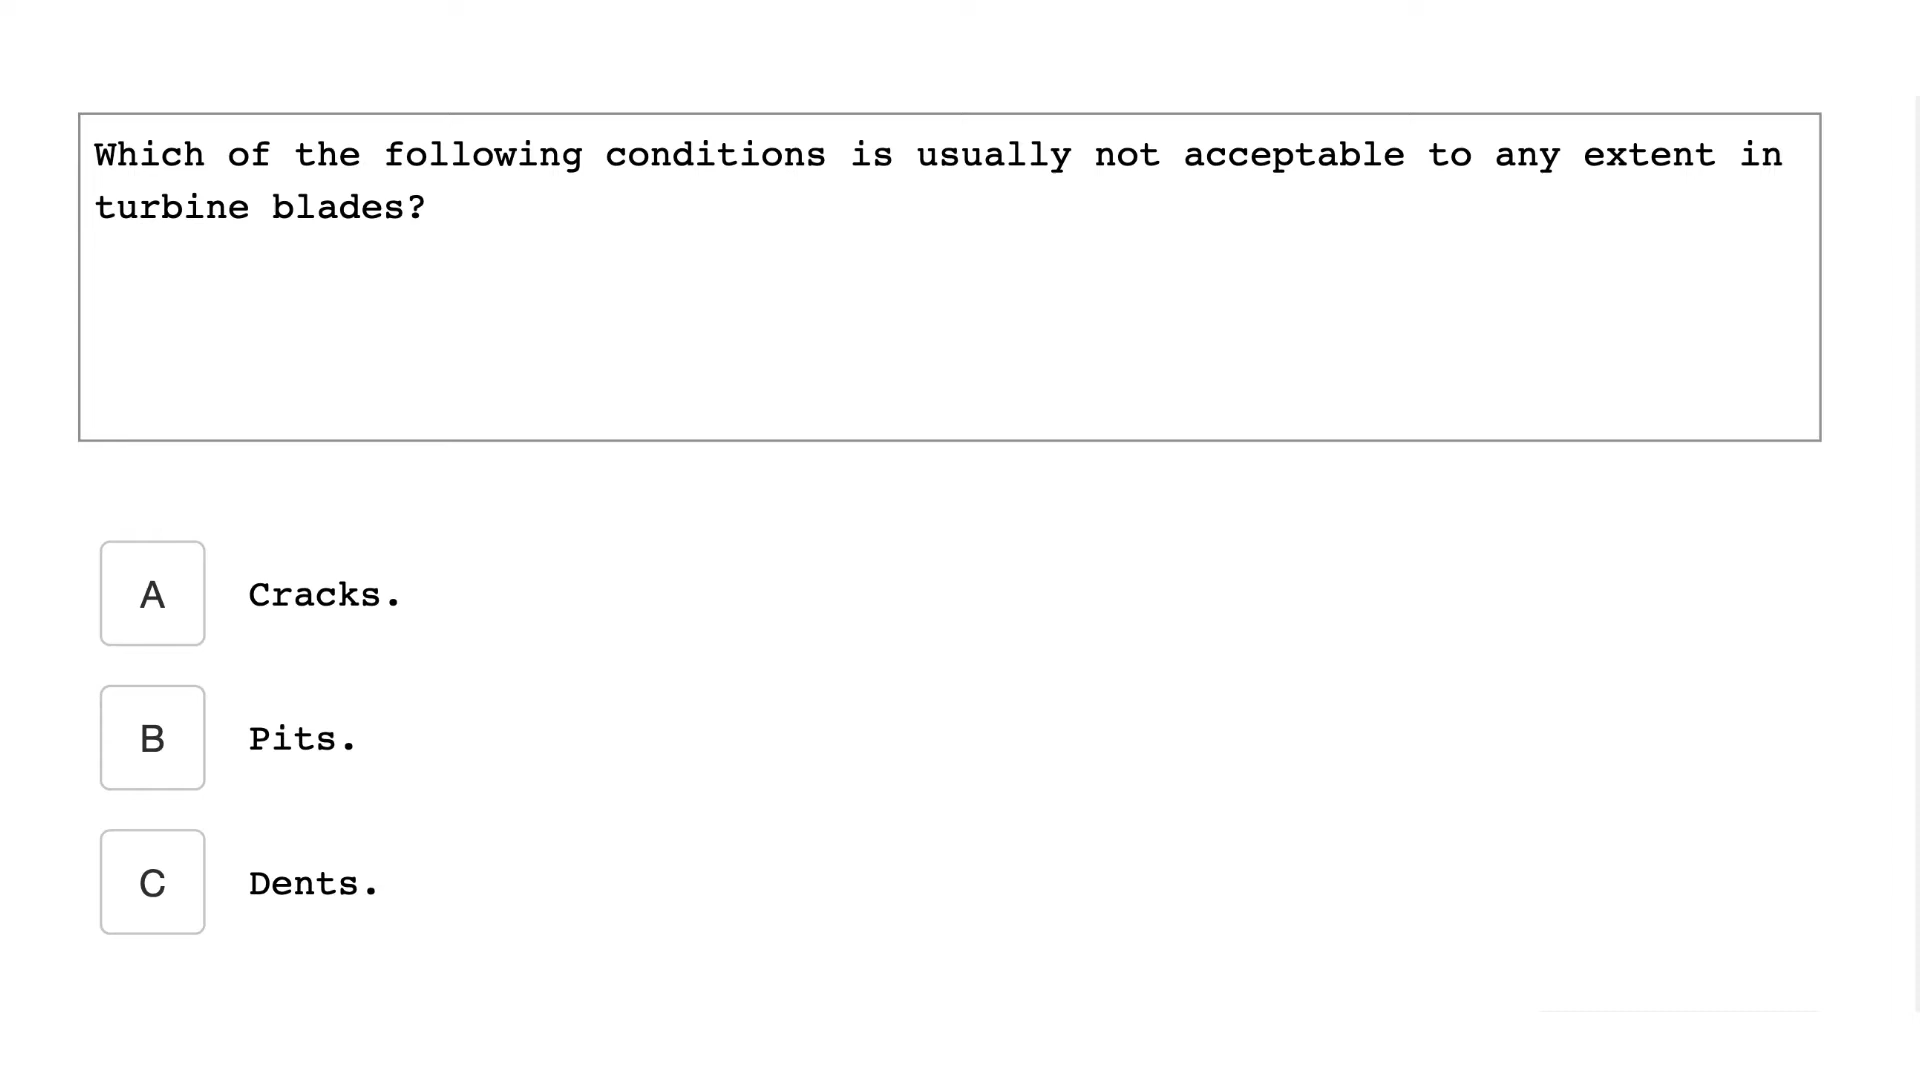 Which of the following conditions is usually not acceptable to any extent in
turbine blades?
A Cracks.
B Pits.
C Dents.